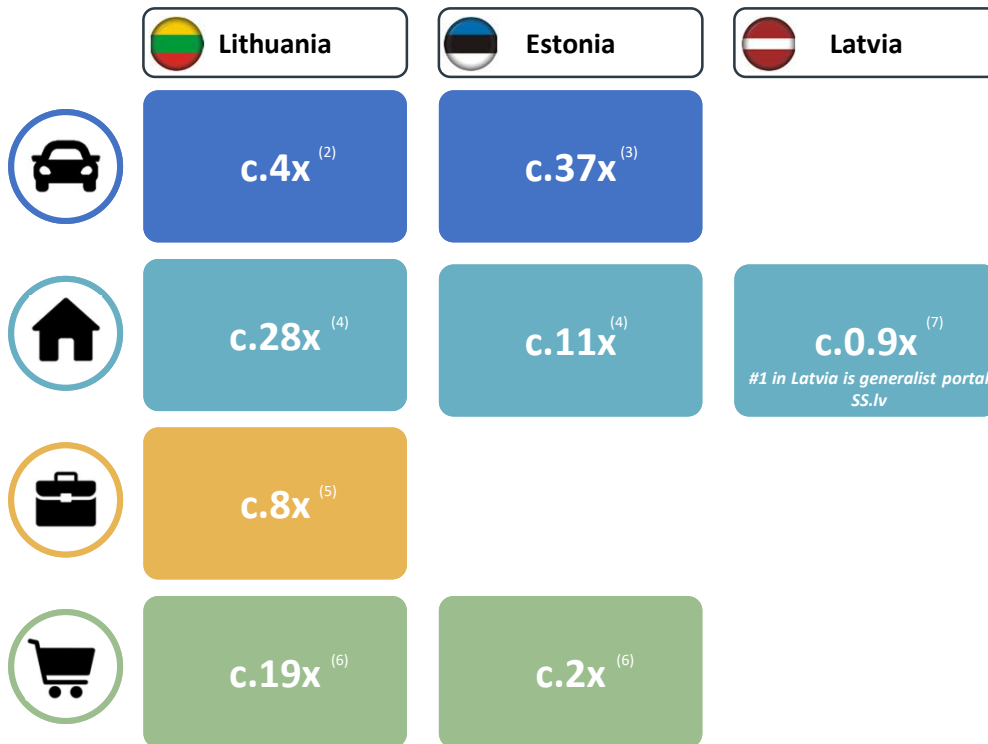 Lithuania Estonia Latvia
c.4x (2) c.37x (3)
c.28x (4) c.11x (4) c.0.9x (7)
#1 in Latvia is generalist portal
SS.lv
c.8x (5)
c.19x (6) c.2x (6)